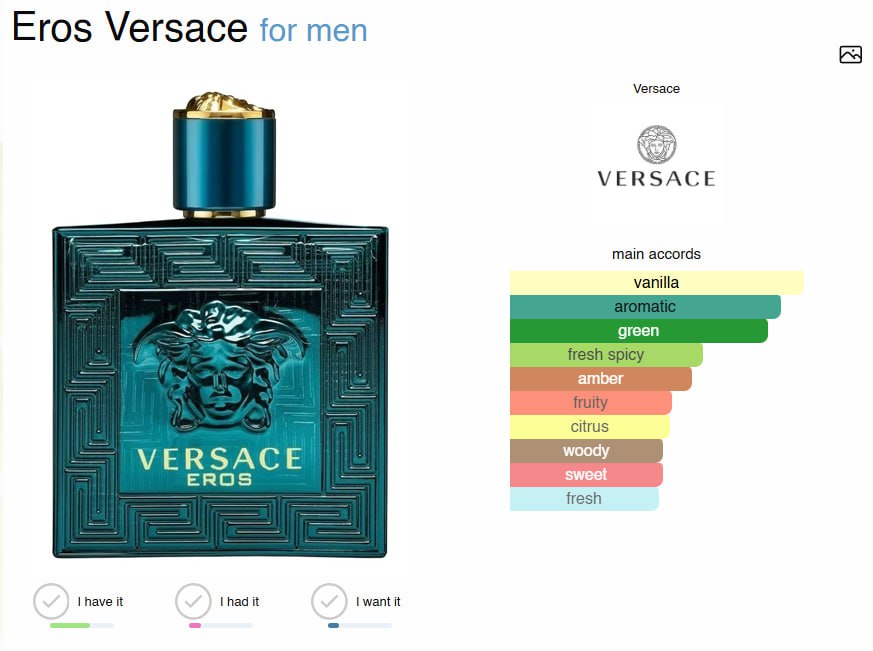 Eros Versace for men
Versace
VERSACE
main accords
vanilla
aromatic
green
fresh spicy
amber
fruity
citrus
woody
sweet
fresh
VERSACE
EROS
I have it
I had it
I want it